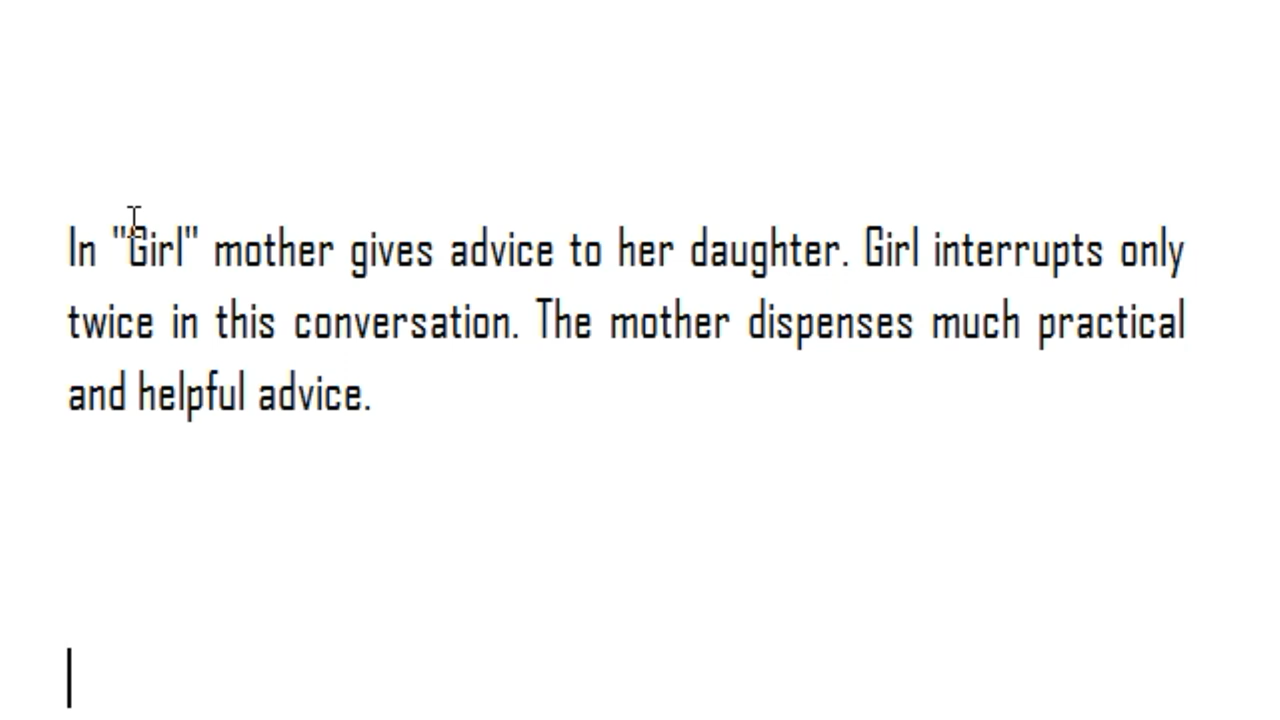 In "Girl" mother gives advice to her daughter. Girl interrupts only
twice in this conversation. The mother dispenses much practical
and helpful advice.